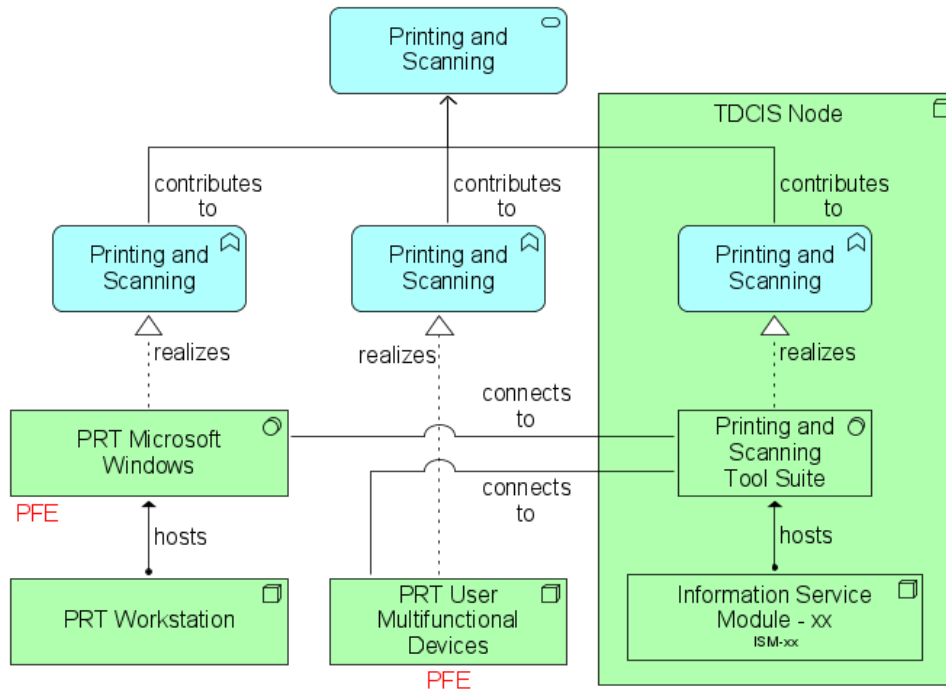 Printing and
Scanning
TDCIS Node
contributes
to
contributes
to
contributes
to
Printing and
Scanning
Printing and
Scanning
Printing and
Scanning
realizes
realizes
realizes
connects
to
PRT Microsoft
Windows
Printing and
Scanning
Tool Suite
PFE
connects
to
hosts
hosts
PRT Workstation
PRT User
Multifunctional
Devices
Information Service
Module - xx
ISM-xx
PFE